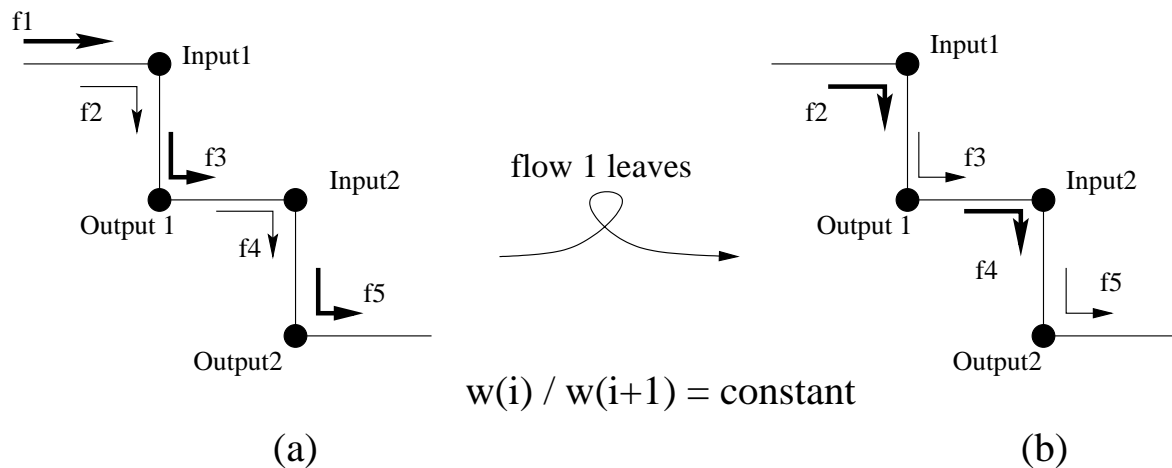 f1
Input1
f2
f3
Input2
Output 1
f4
f5
Output2
flow 1 leaves
Input1
f2
f3
Input2
Output 1
f4
f5
Output2
w(i) / w(i+1) = constant
(a)
(b)